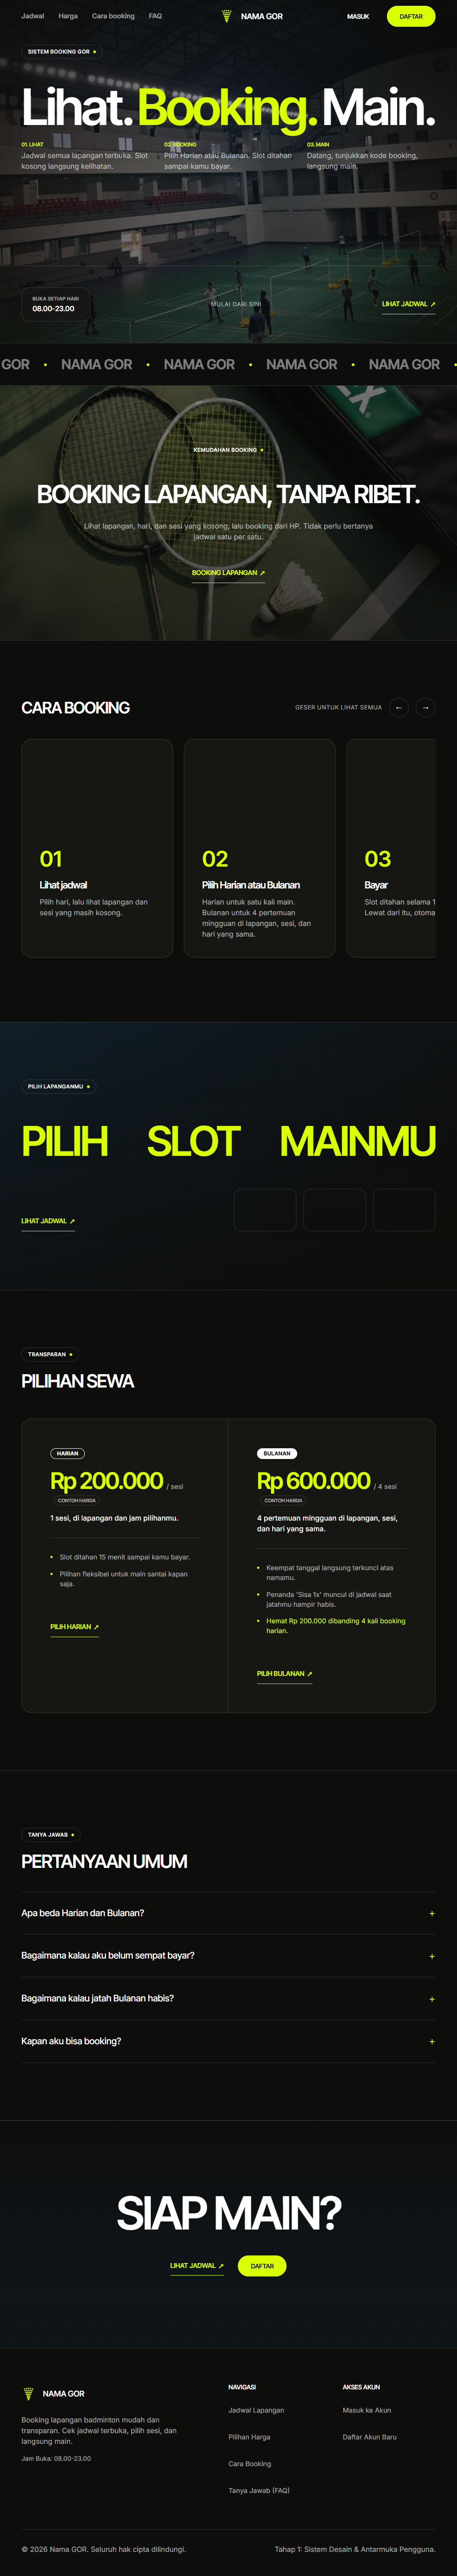 Jadwal Harga Cara booking FAQ NAMA GOR MASUK DAFTAR
SISTEM BOOKING GOR
Lihat. Booking. Main.
01. LIHAT
Jadwal semua lapangan terbuka. Slot
kosong langsung kelihatan.
02. BOOKING
Pilih Harian atau Bulanan. Slot ditahan
sampai kamu bayar.
03. MAIN
Datang, tunjukkan kode booking,
langsung main.
BUKA SETIAP HARI
08.00-23.00
MULAI DARI SINI
LIHAT JADWAL ↗
GOR • NAMA GOR • NAMA GOR • NAMA GOR • NAMA GOR •
KEMUDAHAN BOOKING
BOOKING LAPANGAN, TANPA RIBET.
Lihat lapangan, hari, dan sesi yang kosong, lalu booking dari HP. Tidak perlu bertanya
jadwal satu per satu.
BOOKING LAPANGAN ↗
CARA BOOKING
GESER UNTUK LIHAT SEMUA ← →
01
Lihat jadwal
Pilih hari, lalu lihat lapangan dan
sesi yang masih kosong.
02
Pilih Harian atau Bulanan
Harian untuk satu kali main.
Bulanan untuk 4 pertemuan
mingguan di lapangan, sesi, dan
hari yang sama.
03
Bayar
Slot ditahan selama 1
Lewat dari itu, otoma
PILIH LAPANGANMU
PILIH SLOT MAINMU
LIHAT JADWAL ↗
TRANSPARAN
PILIHAN SEWA
HARIAN
Rp 200.000 / sesi
CONTOH HARGA
1 sesi, di lapangan dan jam pilihanmu.
• Slot ditahan 15 menit sampai kamu bayar.
• Pilihan fleksibel untuk main santai kapan
saja.
PILIH HARIAN ↗
BULANAN
Rp 600.000 / 4 sesi
CONTOH HARGA
4 pertemuan mingguan di lapangan, sesi,
dan hari yang sama.
• Keempat tanggal langsung terkunci atas
namamu.
• Penanda 'Sisa 1x' muncul di jadwal saat
jatahmu hampir habis.
• Hemat Rp 200.000 dibanding 4 kali booking
harian.
PILIH BULANAN ↗
TANYA JAWAB
PERTANYAAN UMUM
Apa beda Harian dan Bulanan? +
Bagaimana kalau aku belum sempat bayar? +
Bagaimana kalau jatah Bulanan habis? +
Kapan aku bisa booking? +
SIAP MAIN?
LIHAT JADWAL ↗ DAFTAR
NAMA GOR
Booking lapangan badminton mudah dan
transparan. Cek jadwal terbuka, pilih sesi, dan
langsung main.
Jam Buka: 08.00-23.00
NAVIGASI
Jadwal Lapangan
Pilihan Harga
Cara Booking
Tanya Jawab (FAQ)
AKSES AKUN
Masuk ke Akun
Daftar Akun Baru
© 2026 Nama GOR. Seluruh hak cipta dilindungi.
Tahap 1: Sistem Desain & Antarmuka Pengguna.